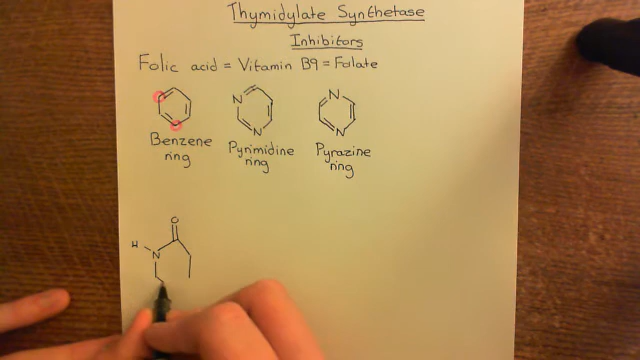 Thymidylate Synthetase
Inhibitors
Folic acid = Vitamin B9 = Folate
N
N
N
N
Benzene ring
Pyrimidine ring
Pyrazine ring
O
H
N